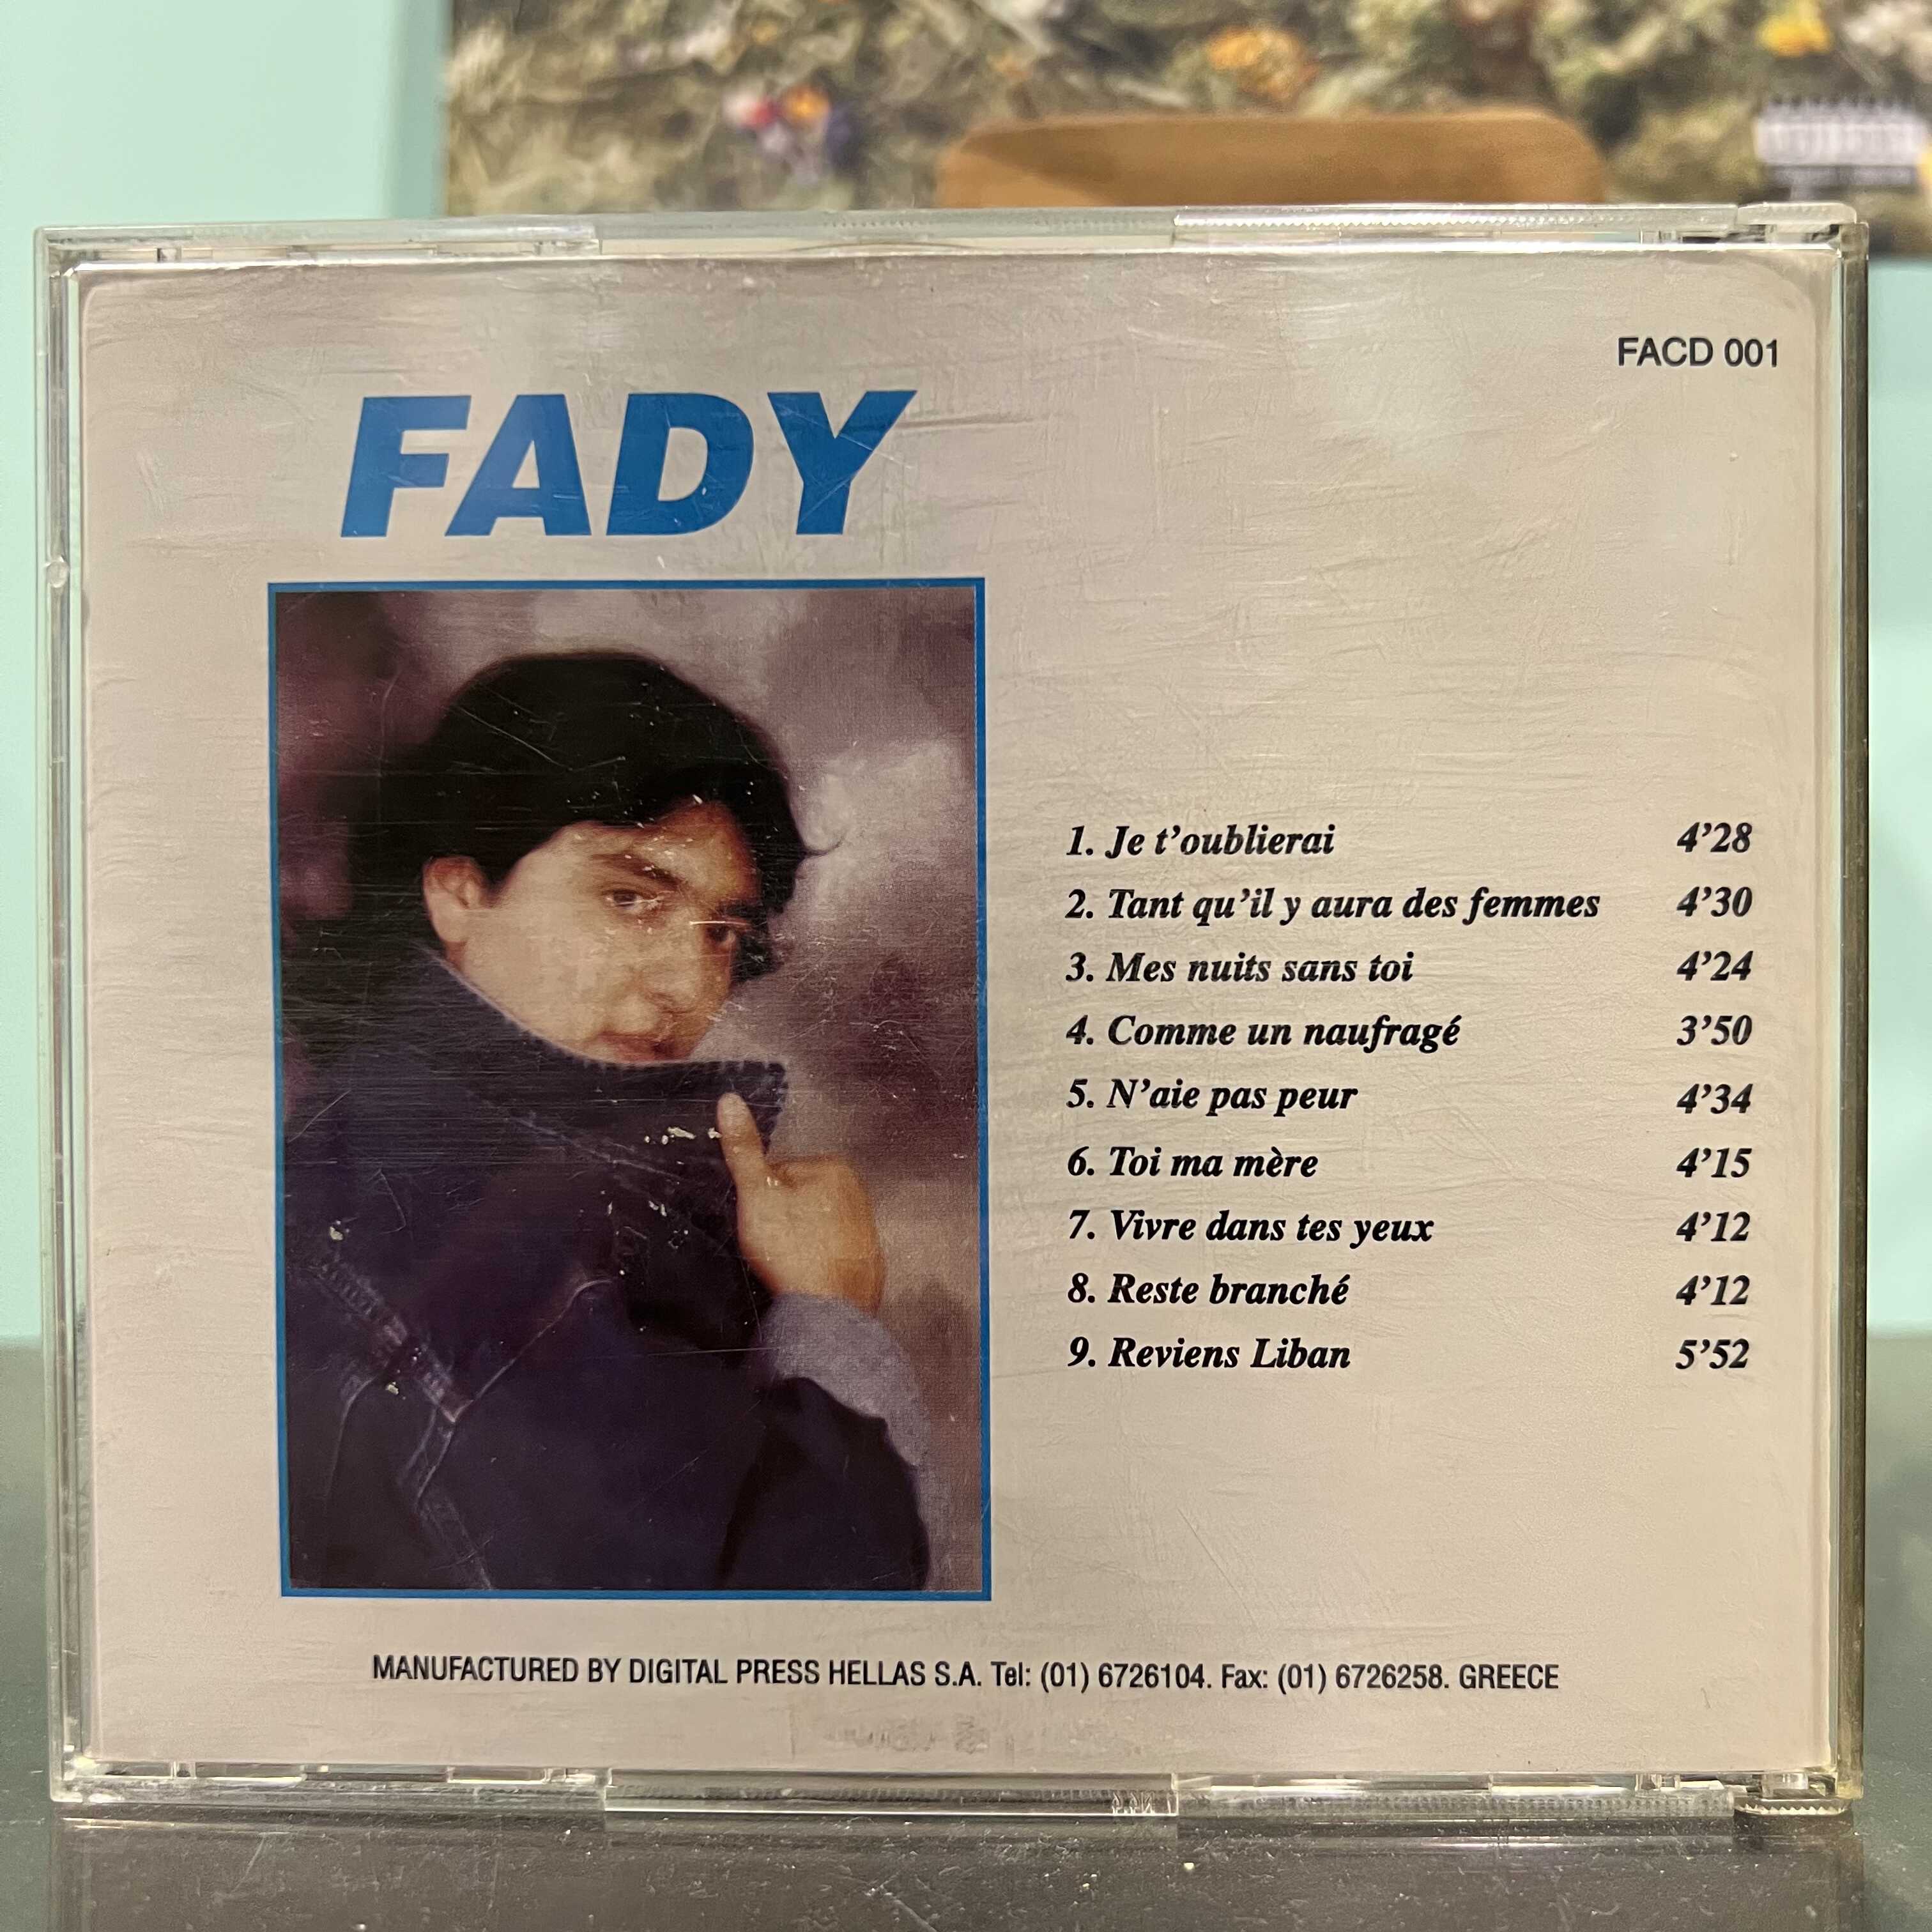 FACD 001
FADY
1. Je t'oublierai 4'28
2. Tant qu'il y aura des femmes 4'30
3. Mes nuits sans toi 4'24
4. Comme un naufragé 3'50
5. N'aie pas peur 4'34
6. Toi ma mère 4'15
7. Vivre dans tes yeux 4'12
8. Reste branché 4'12
9. Reviens Liban 5'52
MANUFACTURED BY DIGITAL PRESS HELLAS S.A. Tel: (01) 6726104. Fax: (01) 6726258. GREECE